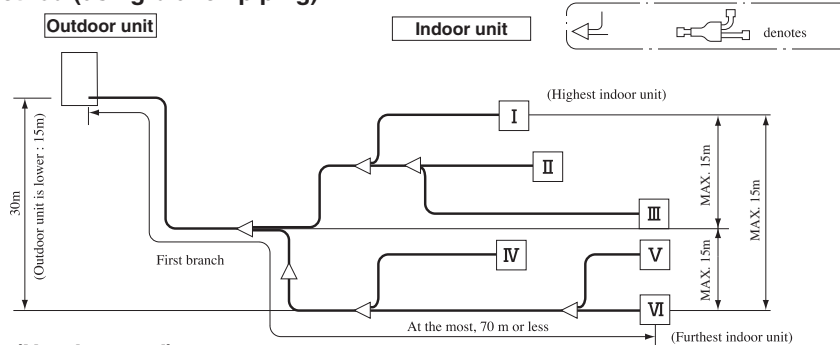 Outdoor unit
Indoor unit
denotes
(Highest indoor unit)
I
II
III
IV
V
VI
30m
(Outdoor unit is lower : 15m)
MAX. 15m
MAX. 15m
MAX. 15m
First branch
At the most, 70 m or less
(Furthest indoor unit)